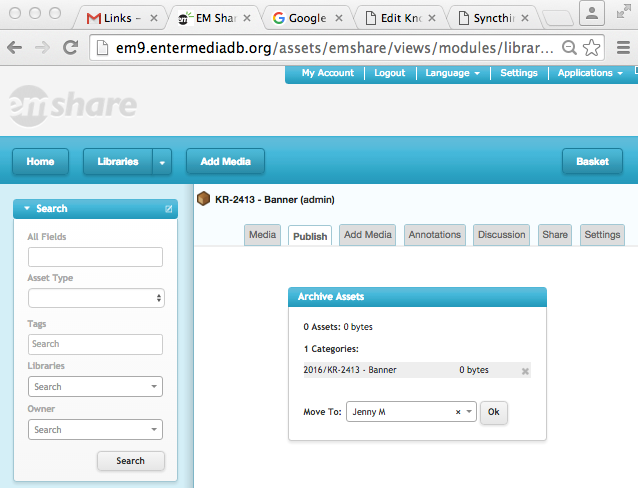 Links –
EM Shar
Google
Edit Kno
Syncthin
em9.entermediadb.org/assets/emshare/views/modules/librar...
My Account
Logout
Language
Settings
Applications
em share
Home
Libraries
Add Media
Basket
Search
All Fields
Asset Type
Tags
Search
Libraries
Search
Owner
Search
Search
KR-2413 - Banner (admin)
Media
Publish
Add Media
Annotations
Discussion
Share
Settings
Archive Assets
0 Assets: 0 bytes
1 Categories:
2016/KR-2413 - Banner 0 bytes
Move To: Jenny M × Ok